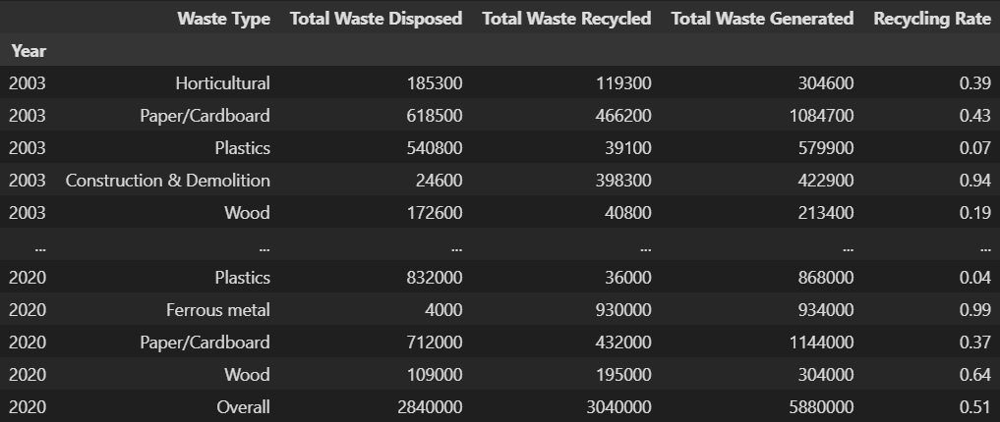 Waste Type Total Waste Disposed Total Waste Recycled Total Waste Generated Recycling Rate
Year
2003 Horticultural 185300 119300 304600 0.39
2003 Paper/Cardboard 618500 466200 1084700 0.43
2003 Plastics 540800 39100 579900 0.07
2003 Construction & Demolition 24600 398300 422900 0.94
2003 Wood 172600 40800 213400 0.19
... ... ... ... ... ...
2020 Plastics 832000 36000 868000 0.04
2020 Ferrous metal 4000 930000 934000 0.99
2020 Paper/Cardboard 712000 432000 1144000 0.37
2020 Wood 109000 195000 304000 0.64
2020 Overall 2840000 3040000 5880000 0.51